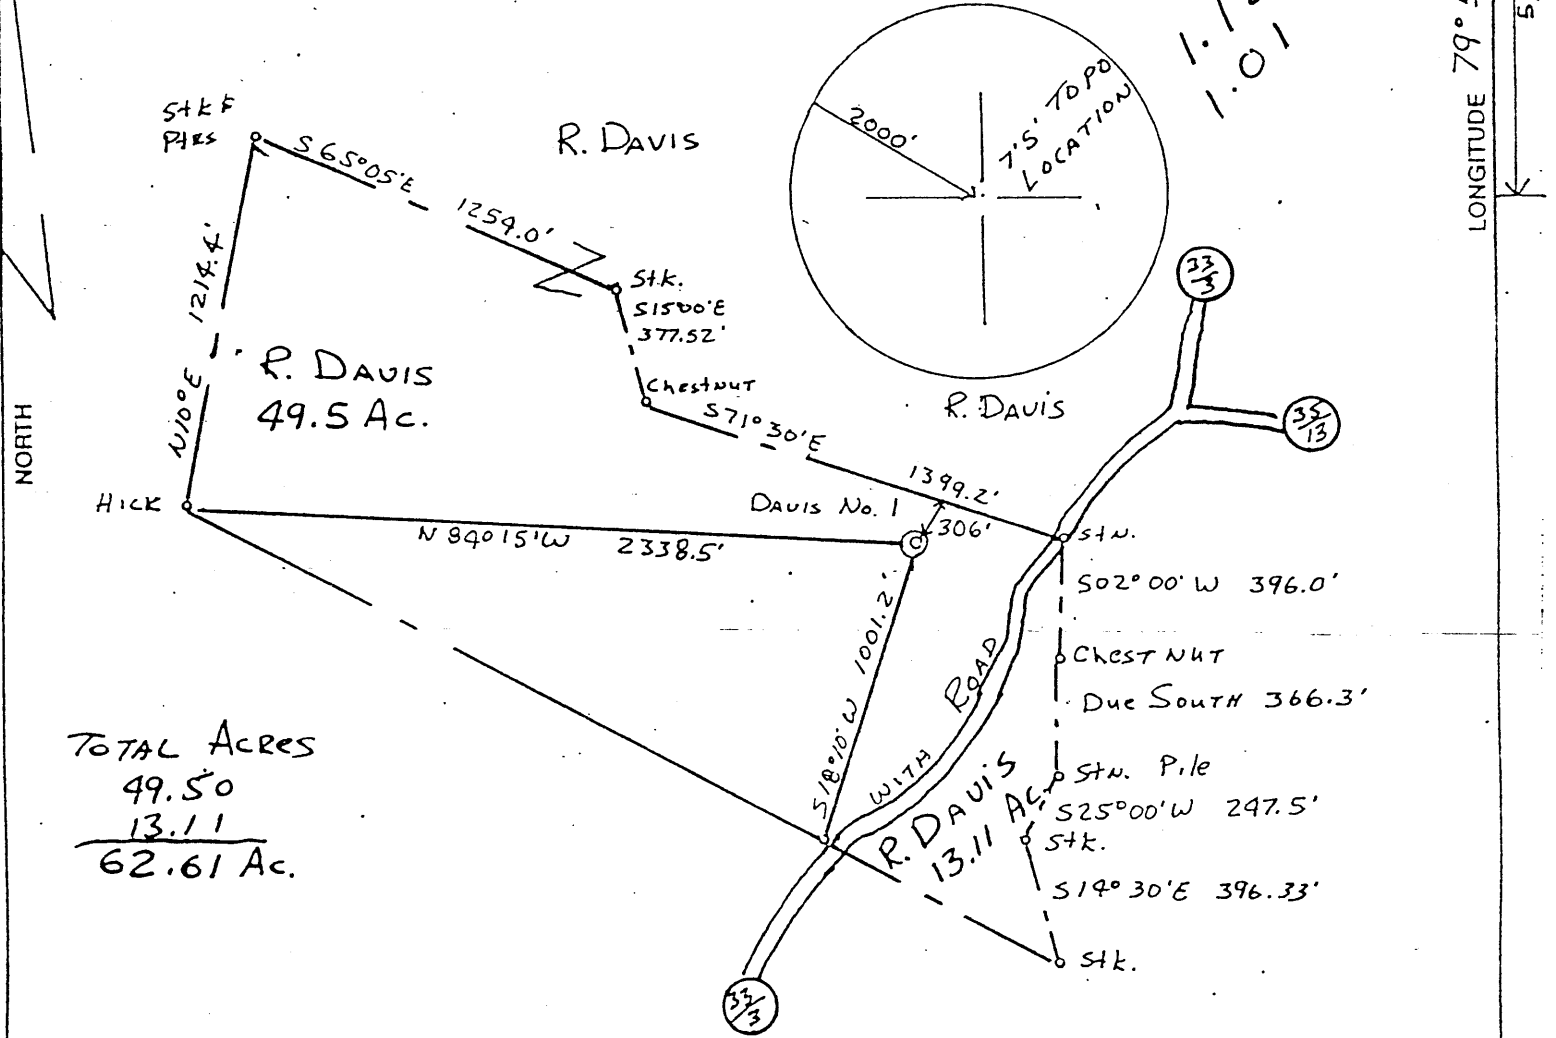 1.01
79°
LONGITUDE
2000'
7.5' TOPO
LOCATION
Stk &
Ptrs
S65°05'E
1254.0'
R. DAVIS
Stk.
S15°00'E
377.52'
Chestnut
S71°30'E
1399.2'
N10°E 1214.4'
R. DAVIS
49.5 Ac.
R. DAVIS
33/3
35/13
NORTH
HICK
DAVIS No. 1
306'
C
N 84°15'W 2338.5'
Stn.
S02°00'W 396.0'
Chestnut
Due South 366.3'
Stn. Pile
S25°00'W 247.5'
Stk.
S14°30'E 396.33'
Stk.
S18°10'W 1001.2'
WITH ROAD
R. DAVIS
13.11 Ac.
TOTAL ACRES
49.50
13.11
62.61 Ac.
33/3